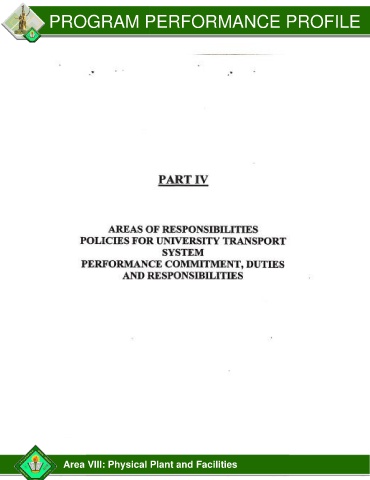 PROGRAM PERFORMANCE PROFILE
PART IV
AREAS OF RESPONSIBILITIES
POLICIES FOR UNIVERSITY TRANSPORT
SYSTEM
PERFORMANCE COMMITMENT, DUTIES
AND RESPONSIBILITIES
Area VIII: Physical Plant and Facilities